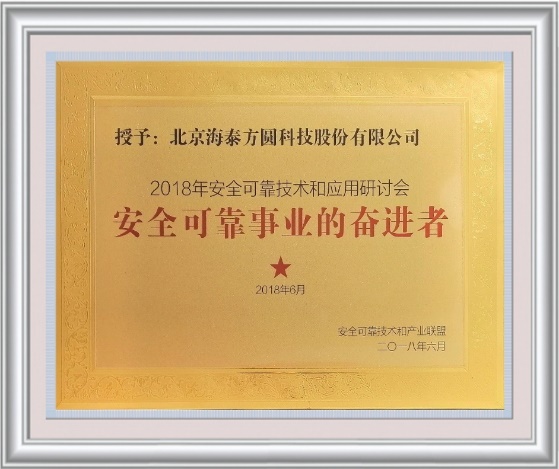 授予：北京海泰方圆科技股份有限公司
2018年安全可靠技术和应用研讨会
安全可靠事业的奋进者
2018年6月
安全可靠技术和产业联盟
二〇一八年六月